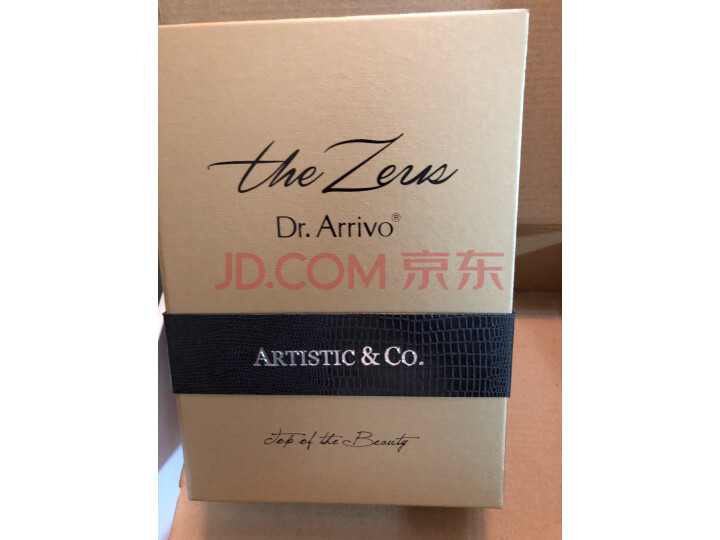 the Zeus
Dr. Arrivo®
JD.COM 京东
ARTISTIC & CO.
Top of the Beauty